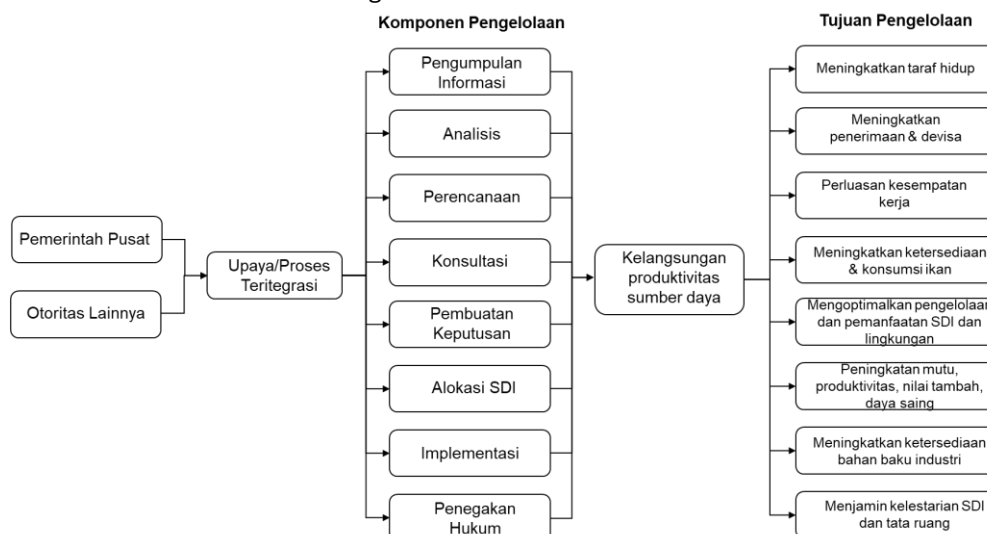 Komponen Pengelolaan
Tujuan Pengelolaan
Pemerintah Pusat
Otoritas Lainnya
Upaya/Proses
Teritegrasi
Pengumpulan
Informasi
Analisis
Perencanaan
Konsultasi
Pembuatan
Keputusan
Alokasi SDI
Implementasi
Penegakan
Hukum
Kelangsungan
produktivitas
sumber daya
Meningkatkan taraf hidup
Meningkatkan
penerimaan & devisa
Perluasan kesempatan
kerja
Meningkatkan ketersediaan
& konsumsi ikan
Mengoptimalkan pengelolaan
dan pemanfaatan SDI dan
lingkungan
Peningkatan mutu,
produktivitas, nilai tambah,
daya saing
Meningkatkan ketersediaan
bahan baku industri
Menjamin kelestarian SDI
dan tata ruang